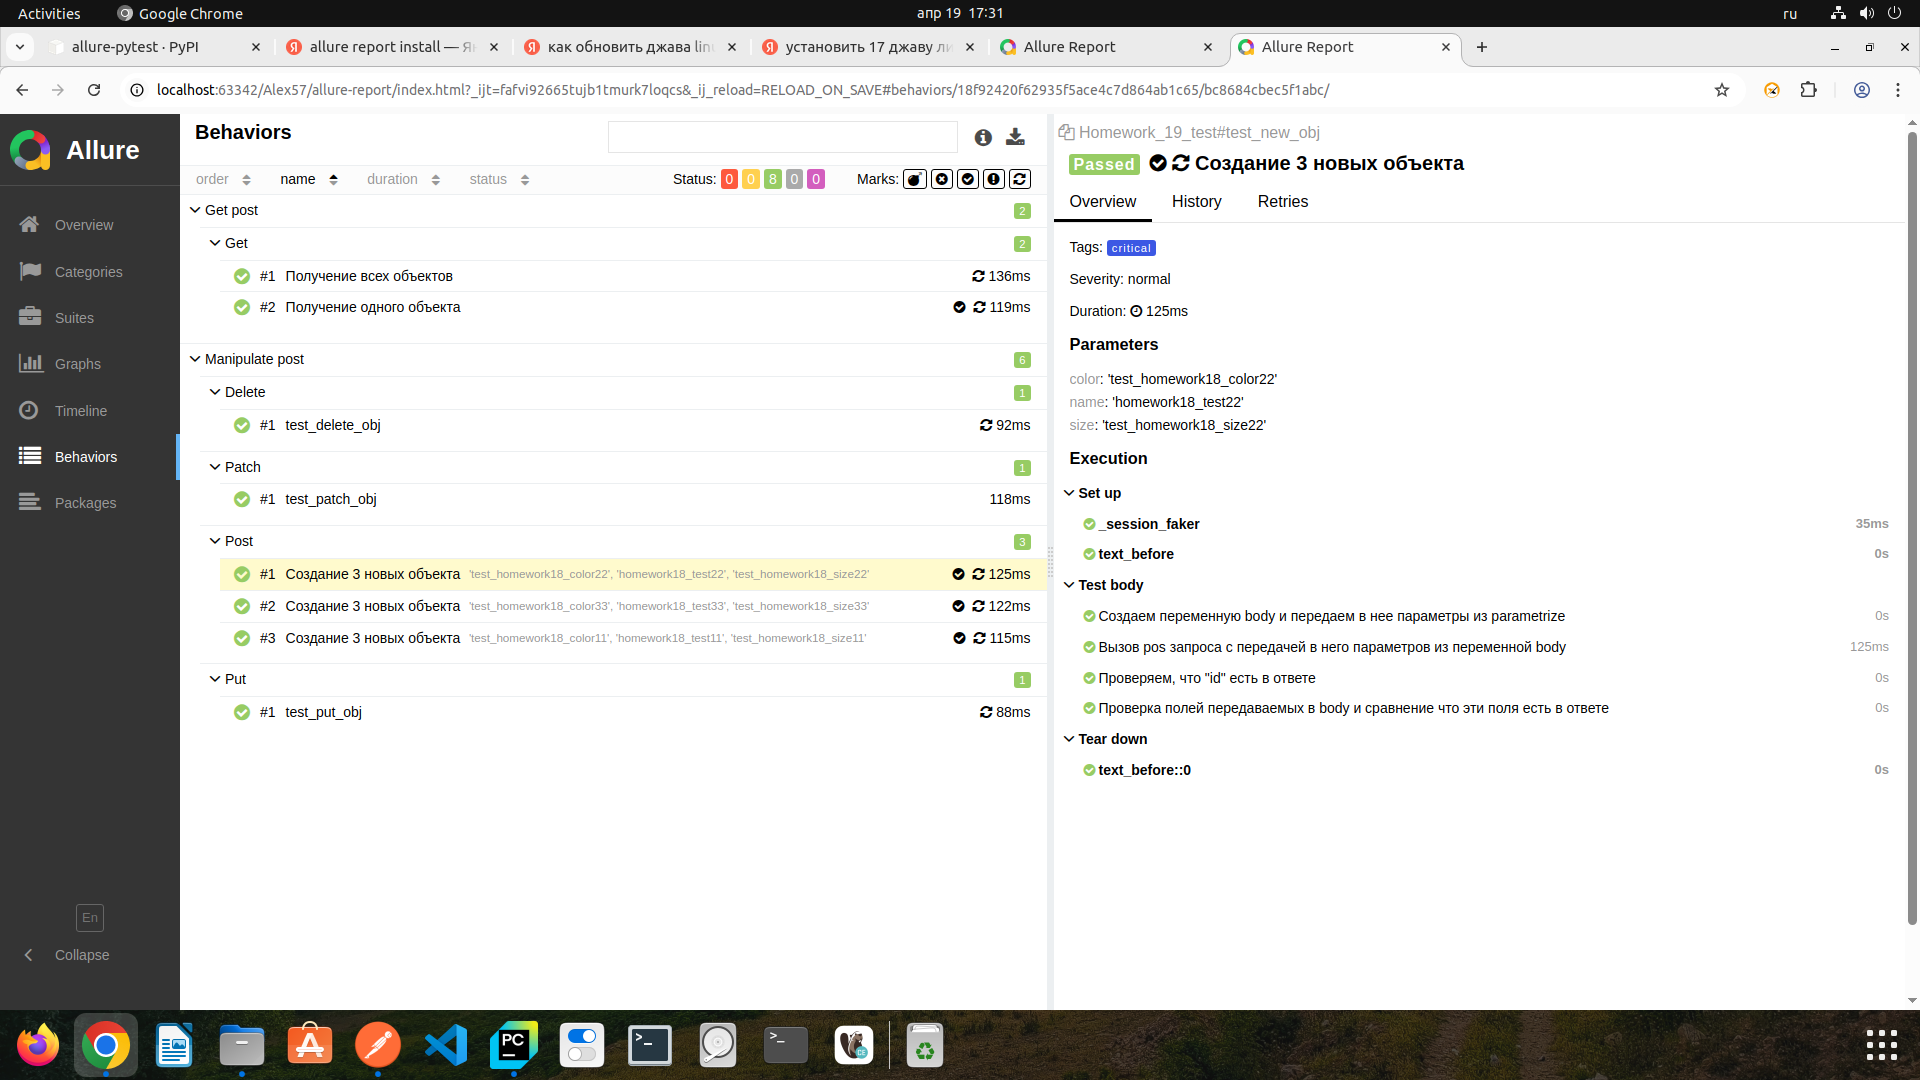 Activities
Google Chrome
апр 19 17:31
ru
allure-pytest · PyPI
allure report install — Ян
как обновить джава linu
установить 17 джаву ли
Allure Report
Allure Report
localhost:63342/Alex57/allure-report/index.html?_ijt=fafvi92665tujb1tmurk7loqcs&_ij_reload=RELOAD_ON_SAVE#behaviors/18f92420f62935f5ace4c7d864ab1c65/bc8684cbec5f1abc/
Allure
Overview
Categories
Suites
Graphs
Timeline
Behaviors
Packages
En
Collapse
Behaviors
order name duration status Status: 0 0 8 0 0 Marks:
Get post 2
Get 2
#1 Получение всех объектов 136ms
#2 Получение одного объекта 119ms
Manipulate post 6
Delete 1
#1 test_delete_obj 92ms
Patch 1
#1 test_patch_obj 118ms
Post 3
#1 Создание 3 новых объекта 'test_homework18_color22', 'homework18_test22', 'test_homework18_size22' 125ms
#2 Создание 3 новых объекта 'test_homework18_color33', 'homework18_test33', 'test_homework18_size33' 122ms
#3 Создание 3 новых объекта 'test_homework18_color11', 'homework18_test11', 'test_homework18_size11' 115ms
Put 1
#1 test_put_obj 88ms
Homework_19_test#test_new_obj
Passed Создание 3 новых объекта
Overview History Retries
Tags: critical
Severity: normal
Duration: 125ms
Parameters
color: 'test_homework18_color22'
name: 'homework18_test22'
size: 'test_homework18_size22'
Execution
Set up
_session_faker 35ms
text_before 0s
Test body
Создаем переменную body и передаем в нее параметры из parametrize 0s
Вызов pos запроса с передачей в него параметров из переменной body 125ms
Проверяем, что "id" есть в ответе 0s
Проверка полей передаваемых в body и сравнение что эти поля есть в ответе 0s
Tear down
text_before::0 0s
PC
CE